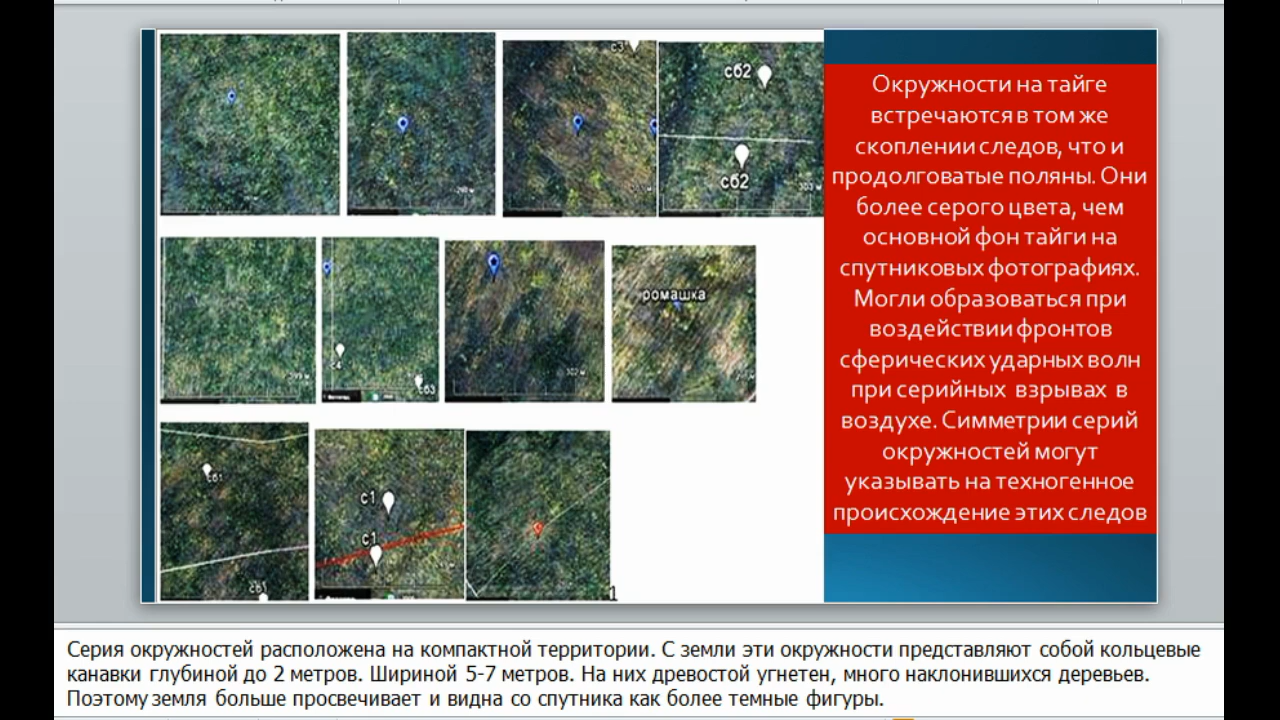 с3
сб2
сб2
303 м
ромашка
302 м
с4
сб3
сб1
сб1
с1
с1
1
Окружности на тайге
встречаются в том же
скоплении следов, что и
продолговатые поляны. Они
более серого цвета, чем
основной фон тайги на
спутниковых фотографиях.
Могли образоваться при
воздействии фронтов
сферических ударных волн
при серийных взрывах в
воздухе. Симметрии серий
окружностей могут
указывать на техногенное
происхождение этих следов
Серия окружностей расположена на компактной территории. С земли эти окружности представляют собой кольцевые
канавки глубиной до 2 метров. Шириной 5-7 метров. На них древостой угнетен, много наклонившихся деревьев.
Поэтому земля больше просвечивает и видна со спутника как более темные фигуры.